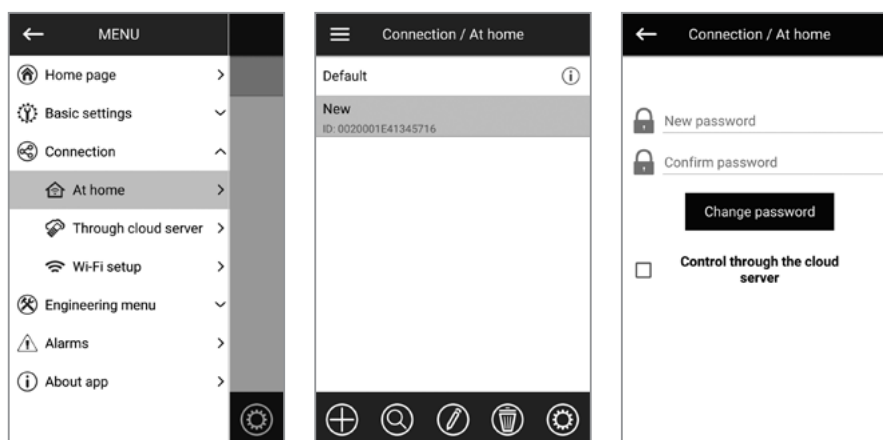 MENU
Home page
Basic settings
Connection
At home
Through cloud server
Wi-Fi setup
Engineering menu
Alarms
About app
Connection / At home
Default
New
ID: 0020001E41345716
Connection / At home
New password
Confirm password
Change password
Control through the cloud
server